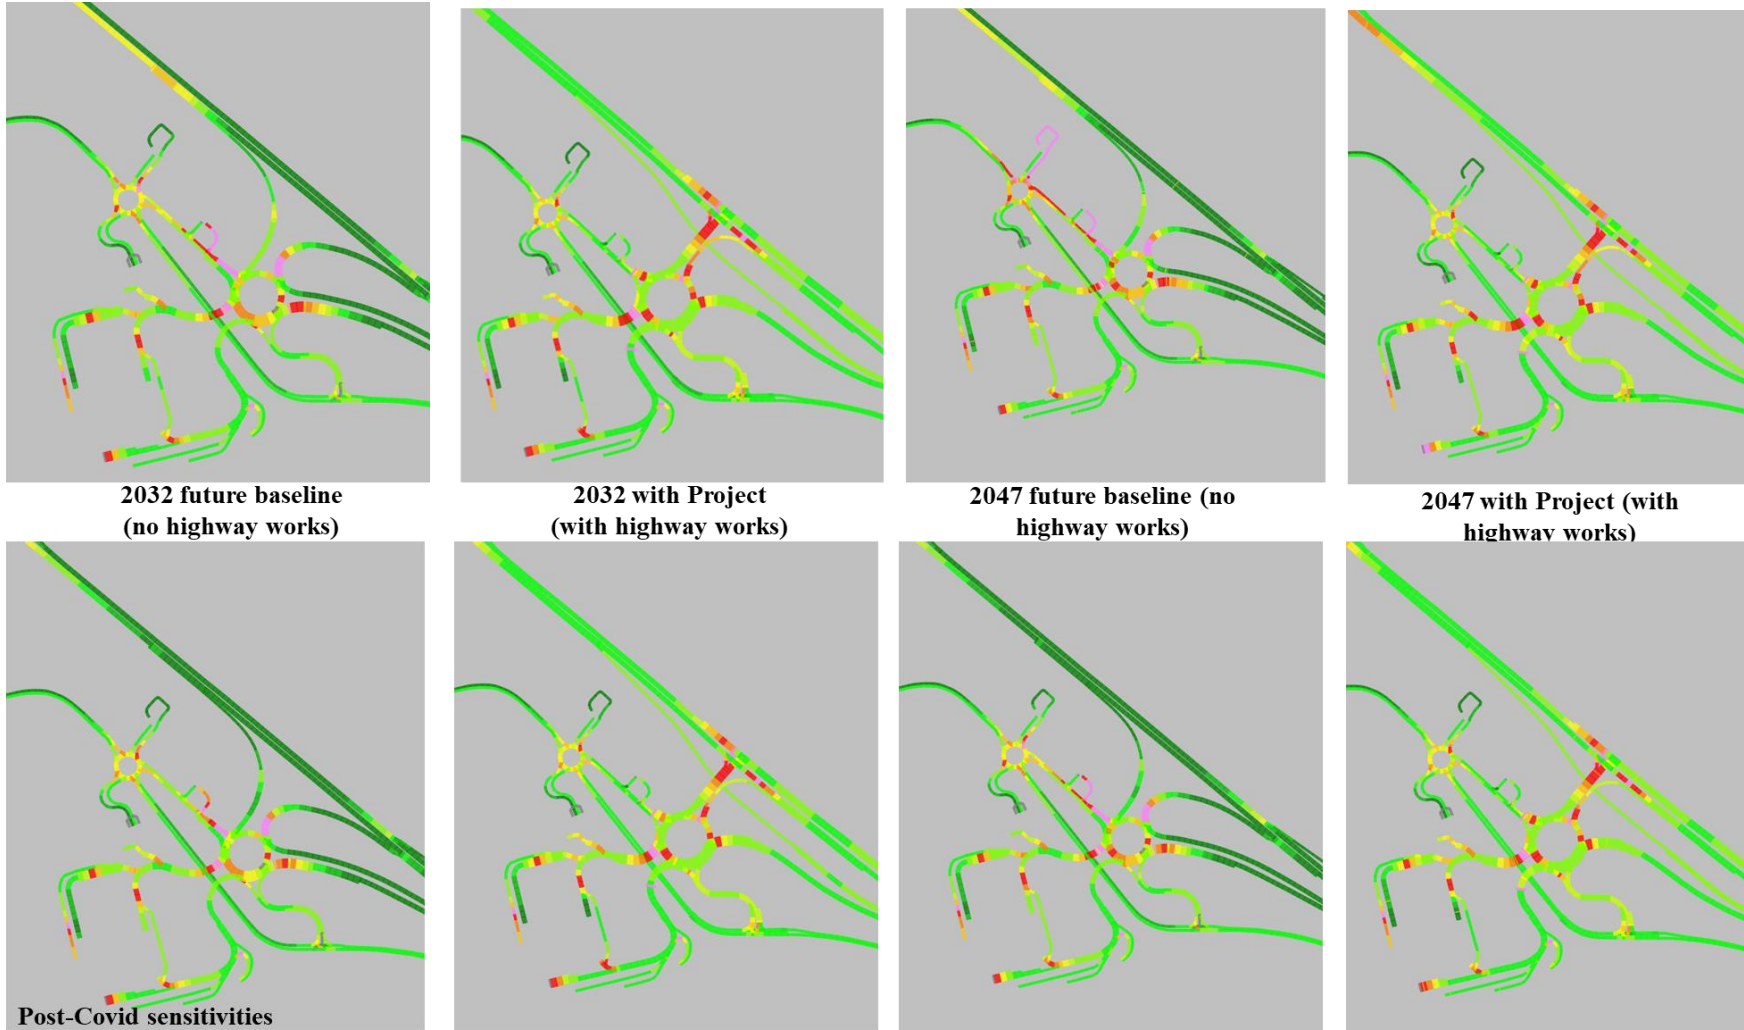 2032 future baseline
(no highway works)
2032 with Project
(with highway works)
2047 future baseline (no
highway works)
2047 with Project (with
highway works)
Post-Covid sensitivities